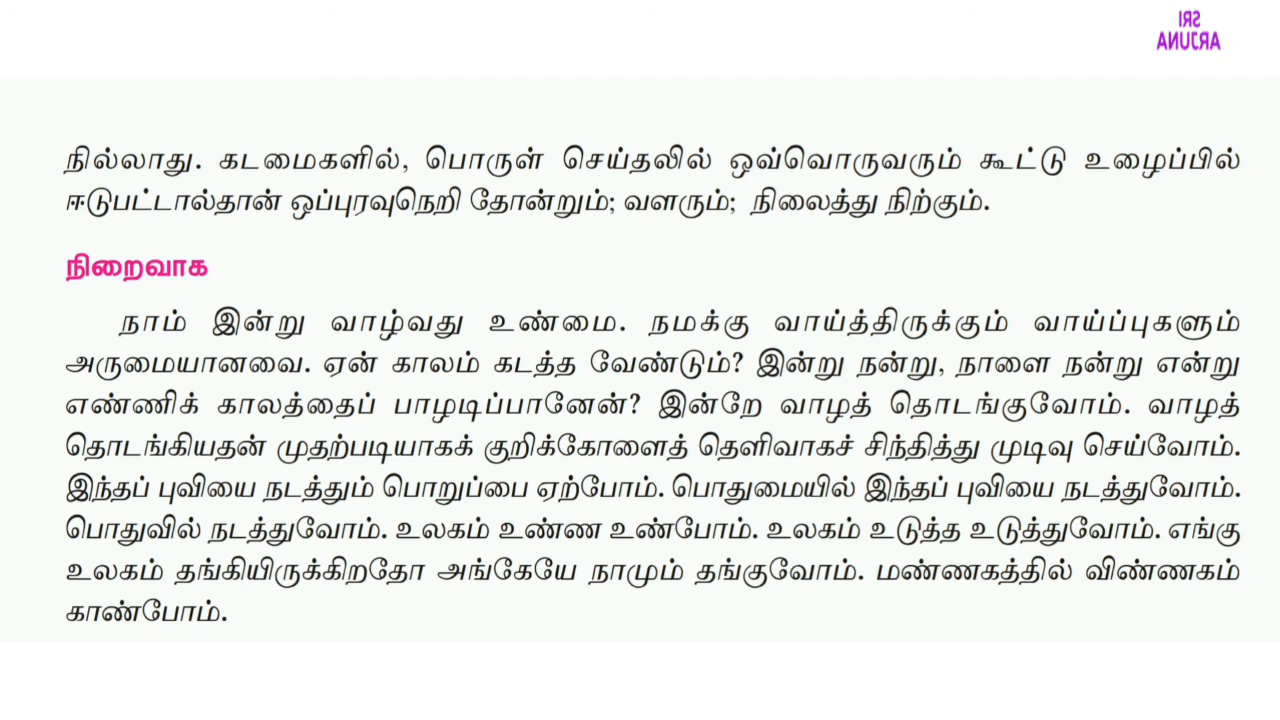 SRI
ARJUNA
நில்லாது. கடமைகளில், பொருள் செய்தலில் ஒவ்வொருவரும் கூட்டு உழைப்பில்
ஈடுபட்டால்தான் ஒப்புரவுநெறி தோன்றும்; வளரும்; நிலைத்து நிற்கும்.
நிறைவாக
நாம் இன்று வாழ்வது உண்மை. நமக்கு வாய்த்திருக்கும் வாய்ப்புகளும்
அருமையானவை. ஏன் காலம் கடத்த வேண்டும்? இன்று நன்று, நாளை நன்று என்று
எண்ணிக் காலத்தைப் பாழடிப்பானேன்? இன்றே வாழத் தொடங்குவோம். வாழத்
தொடங்கியதன் முதற்படியாகக் குறிக்கோளைத் தெளிவாகச் சிந்தித்து முடிவு செய்வோம்.
இந்தப் புவியை நடத்தும் பொறுப்பை ஏற்போம். பொதுமையில் இந்தப் புவியை நடத்துவோம்.
பொதுவில் நடத்துவோம். உலகம் உண்ண உண்போம். உலகம் உடுத்த உடுத்துவோம். எங்கு
உலகம் தங்கியிருக்கிறதோ அங்கேயே நாமும் தங்குவோம். மண்ணகத்தில் விண்ணகம்
காண்போம்.